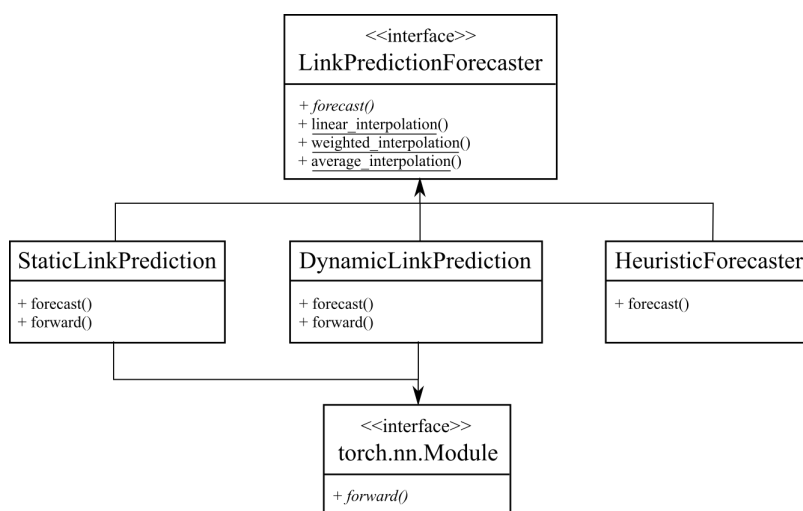 <<interface>>
LinkPredictionForecaster
+ forecast()
+ linear_interpolation()
+ weighted_interpolation()
+ average_interpolation()
StaticLinkPrediction
+ forecast()
+ forward()
DynamicLinkPrediction
+ forecast()
+ forward()
HeuristicForecaster
+ forecast()
<<interface>>
torch.nn.Module
+ forward()